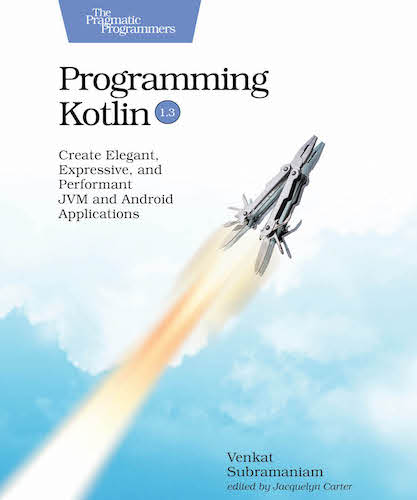 The
Pragmatic
Programmers
Programming
Kotlin 1.3
Create Elegant,
Expressive, and
Performant
JVM and Android
Applications
Venkat
Subramaniam
edited by Jacquelyn Carter